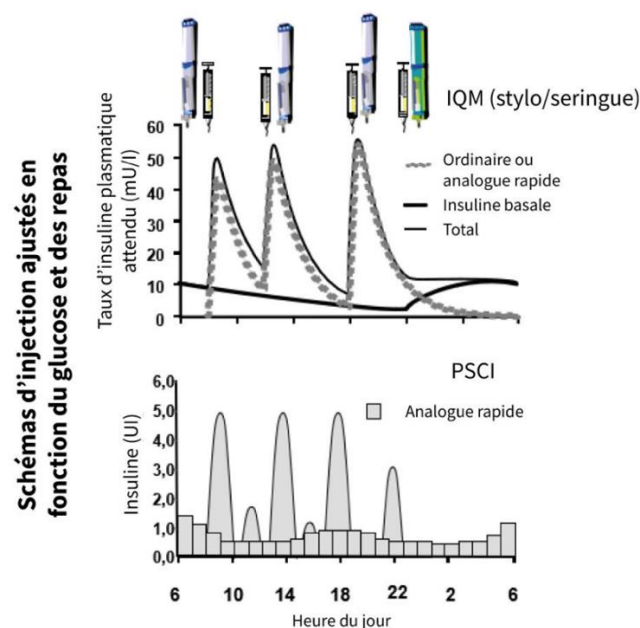 Schémas d'injection ajustés en
fonction du glucose et des repas
IQM (stylo/seringue)
Taux d'insuline plasmatique
attendu (mU/l)
60
50
40
30
20
10
0
Ordinaire ou
analogue rapide
Insuline basale
Total
PSCI
Analogue rapide
Insuline (UI)
6,0
5,0
4,0
3,0
2,0
1,0
0,0
6 10 14 18 22 2 6
Heure du jour